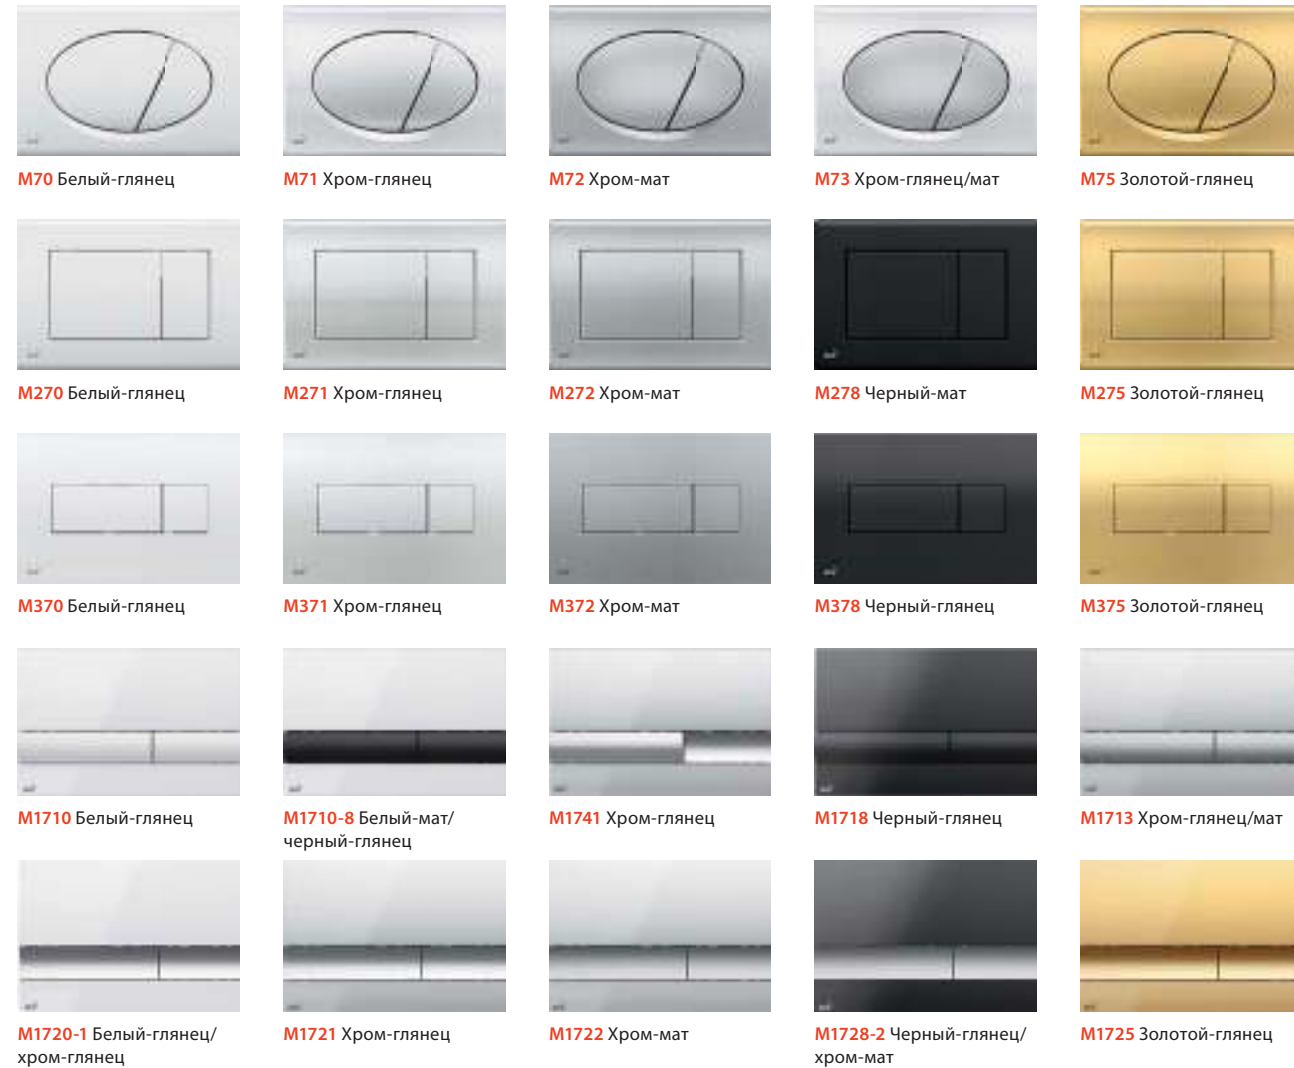 M70 Белый-глянец
M71 Хром-глянец
M72 Хром-мат
M73 Хром-глянец/мат
M75 Золотой-глянец
M270 Белый-глянец
M271 Хром-глянец
M272 Хром-мат
M278 Черный-мат
M275 Золотой-глянец
M370 Белый-глянец
M371 Хром-глянец
M372 Хром-мат
M378 Черный-глянец
M375 Золотой-глянец
M1710 Белый-глянец
M1710-8 Белый-мат/
черный-глянец
M1741 Хром-глянец
M1718 Черный-глянец
M1713 Хром-глянец/мат
M1720-1 Белый-глянец/
хром-глянец
M1721 Хром-глянец
M1722 Хром-мат
M1728-2 Черный-глянец/
хром-мат
M1725 Золотой-глянец